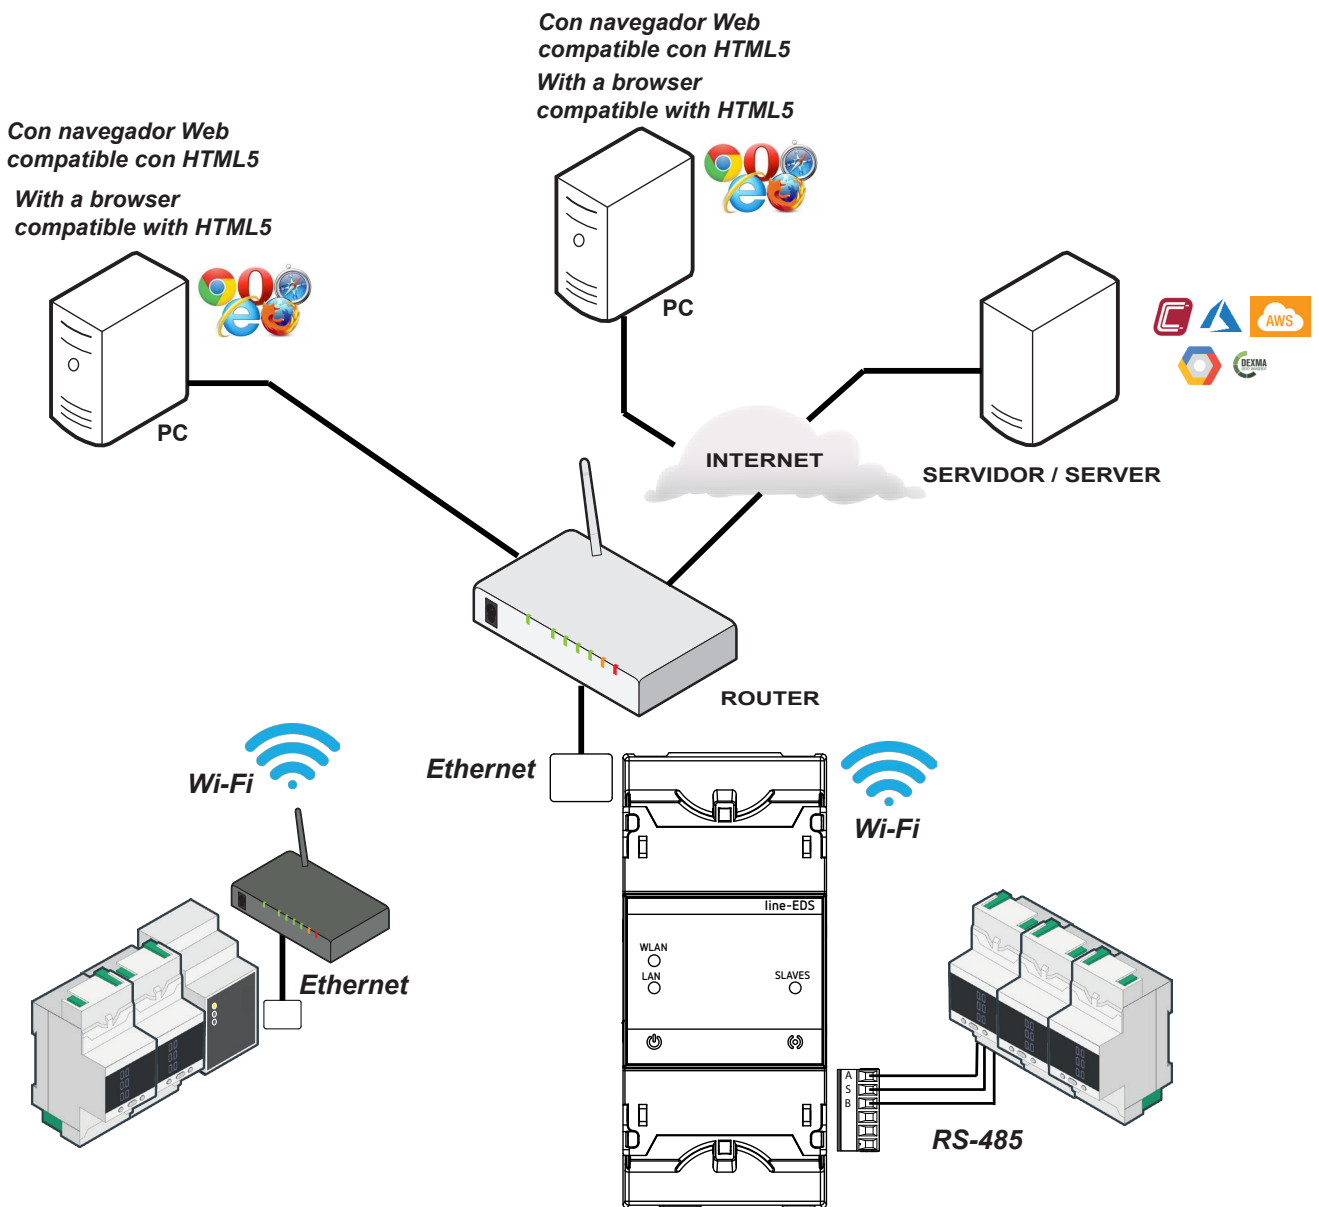 Con navegador Web
compatible con HTML5
With a browser
compatible with HTML5
Con navegador Web
compatible con HTML5
With a browser
compatible with HTML5
PC
AWS
DEXMA
PC
INTERNET
SERVIDOR / SERVER
ROUTER
Ethernet
Wi-Fi
Wi-Fi
line-EDS
WLAN
LAN
SLAVES
Ethernet
A
S
B
RS-485